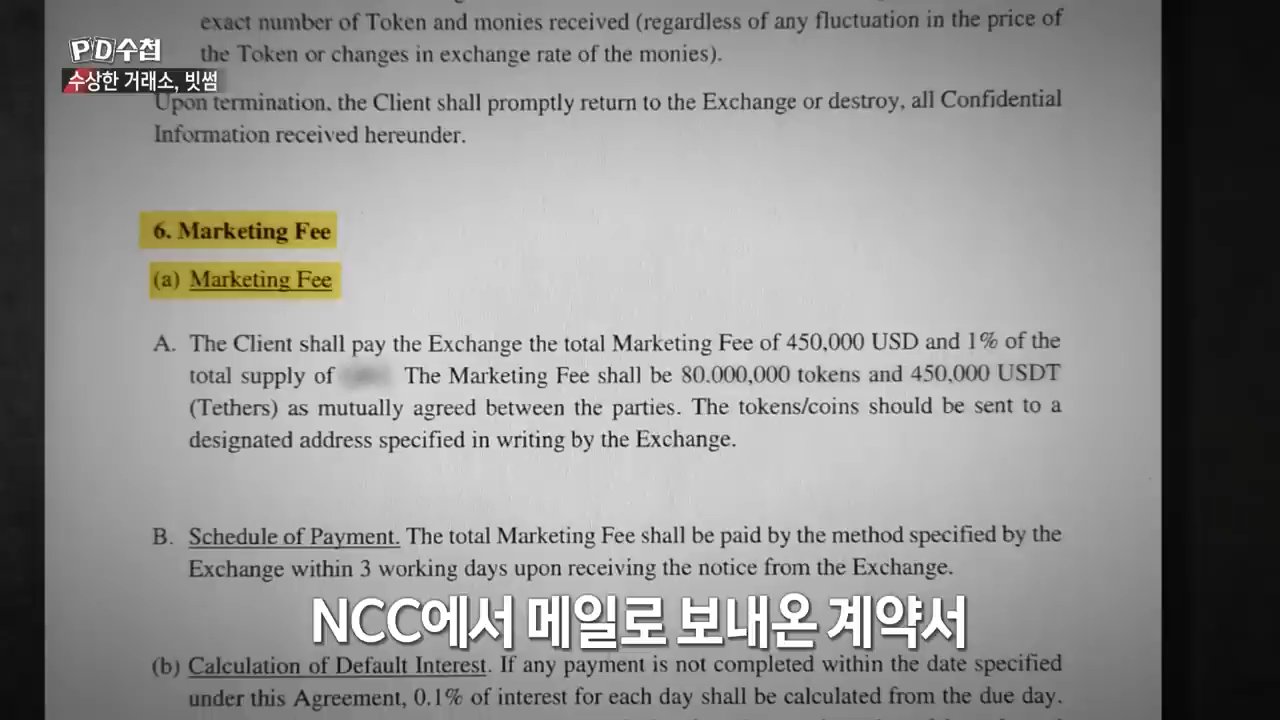 exact number of Token and monies received (regardless of any fluctuation in the price of
PD수첩
the Token or changes in exchange rate of the monies).
수상한 거래소, 빗썸
Upon termination, the Client shall promptly return to the Exchange or destroy, all Confidential
Information received hereunder.
6. Marketing Fee
(a) Marketing Fee
A. The Client shall pay the Exchange the total Marketing Fee of 450,000 USD and 1% of the
total supply of The Marketing Fee shall be 80.000,000 tokens and 450,000 USDT
(Tethers) as mutually agreed between the parties. The tokens/coins should be sent to a
designated address specified in writing by the Exchange.
B. Schedule of Payment. The total Marketing Fee shall be paid by the method specified by the
Exchange within 3 working days upon receiving the notice from the Exchange.
NCC에서 메일로 보내온 계약서
(b) Calculation of Default Interest. If any payment is not completed within the date specified
under this Agreement, 0.1% of interest for each day shall be calculated from the due day.